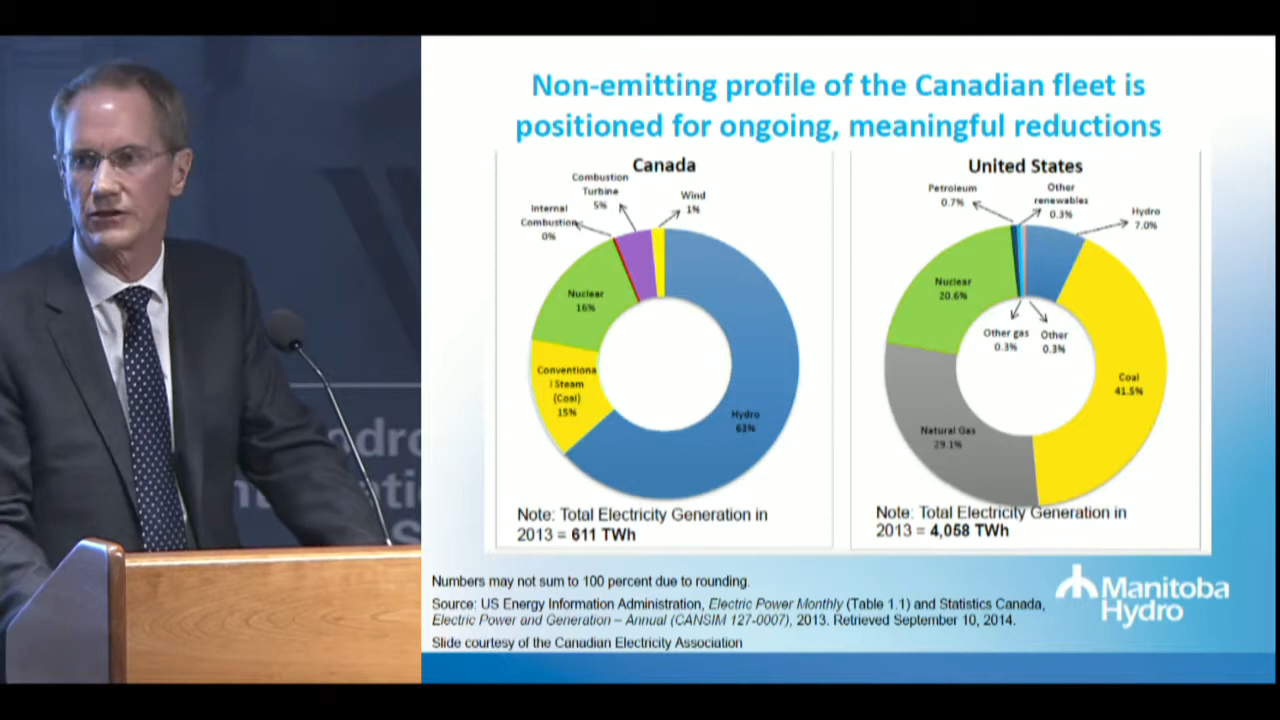 Non-emitting profile of the Canadian fleet is
positioned for ongoing, meaningful reductions
Canada
Combustion
Turbine
5%
Wind
1%
Internal
Combustion
0%
Nuclear
16%
Conventiona
l Steam
(Coal)
15%
Hydro
63%
Note: Total Electricity Generation in
2013 = 611 TWh
United States
Petroleum
0.7%
Other
renewables
0.3%
Hydro
7.0%
Nuclear
20.6%
Other gas
0.3%
Other
0.3%
Coal
41.5%
Natural Gas
29.1%
Note: Total Electricity Generation in
2013 = 4,058 TWh
Numbers may not sum to 100 percent due to rounding.
Source: US Energy Information Administration, Electric Power Monthly (Table 1.1) and Statistics Canada,
Electric Power and Generation – Annual (CANSIM 127-0007), 2013. Retrieved September 10, 2014.
Slide courtesy of the Canadian Electricity Association
Manitoba
Hydro